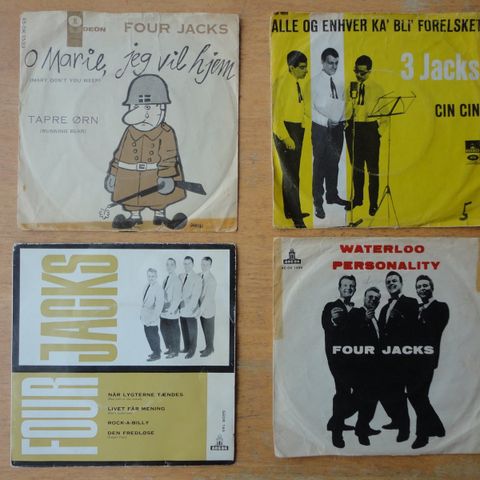 ODEON
FOUR JACKS
O Marie, jeg vil hjem
(MARY DON'T YOU WEEP)
TAPRE ØRN
(RUNNING BEAR)
ALLE OG ENHVER KA' BLI' FORELSKET
3 Jacks
CIN CIN
5
FOUR JACKS
NÅR LYGTERNE TÆNDES
LIVET FÅR MENING
ROCK-A-BILLY
DEN FREDLØSE
ODEON
WATERLOO
PERSONALITY
FOUR JACKS